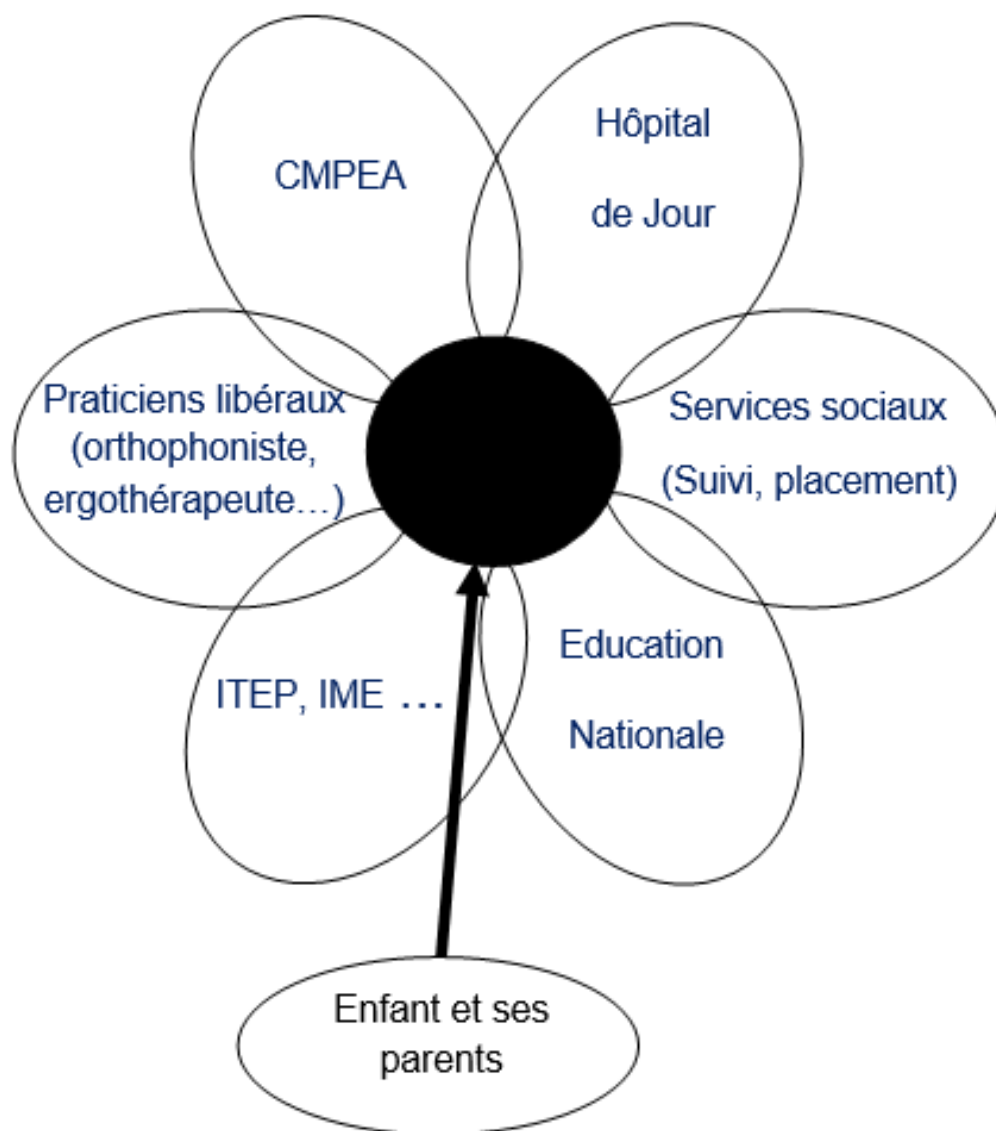 CMPEA
Hôpital
de Jour
Praticiens libéraux
(orthophoniste,
ergothérapeute...)
Services sociaux
(Suivi, placement)
ITEP, IME ...
Education
Nationale
Enfant et ses
parents